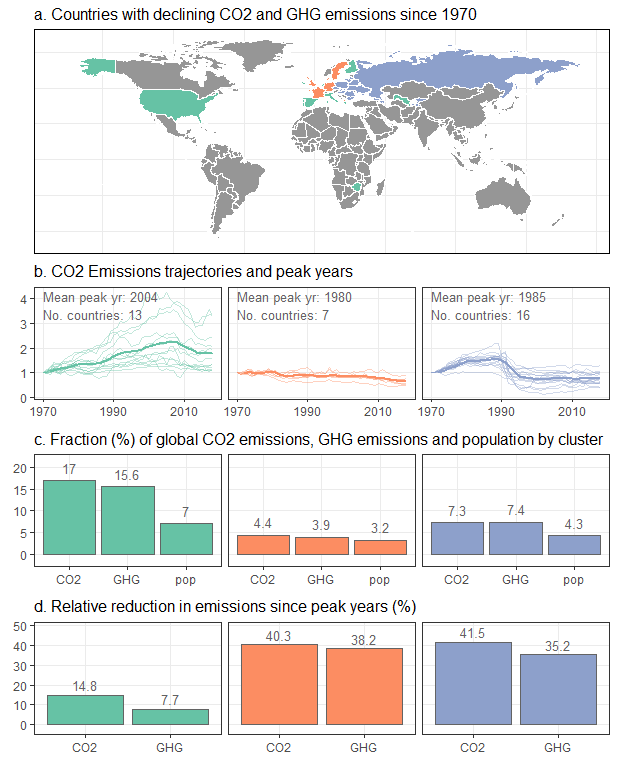 a. Countries with declining CO2 and GHG emissions since 1970
b. CO2 Emissions trajectories and peak years
4
3
2
1
0
Mean peak yr: 2004
No. countries: 13
Mean peak yr: 1980
No. countries: 7
Mean peak yr: 1985
No. countries: 16
1970 1990 2010 1970 1990 2010 1970 1990 2010
c. Fraction (%) of global CO2 emissions, GHG emissions and population by cluster
20
15
10
5
0
17 15.6 7
4.4 3.9 3.2
7.3 7.4 4.3
CO2 GHG pop CO2 GHG pop CO2 GHG pop
d. Relative reduction in emissions since peak years (%)
50
40
30
20
10
0
14.8 7.7
40.3 38.2
41.5 35.2
CO2 GHG CO2 GHG CO2 GHG